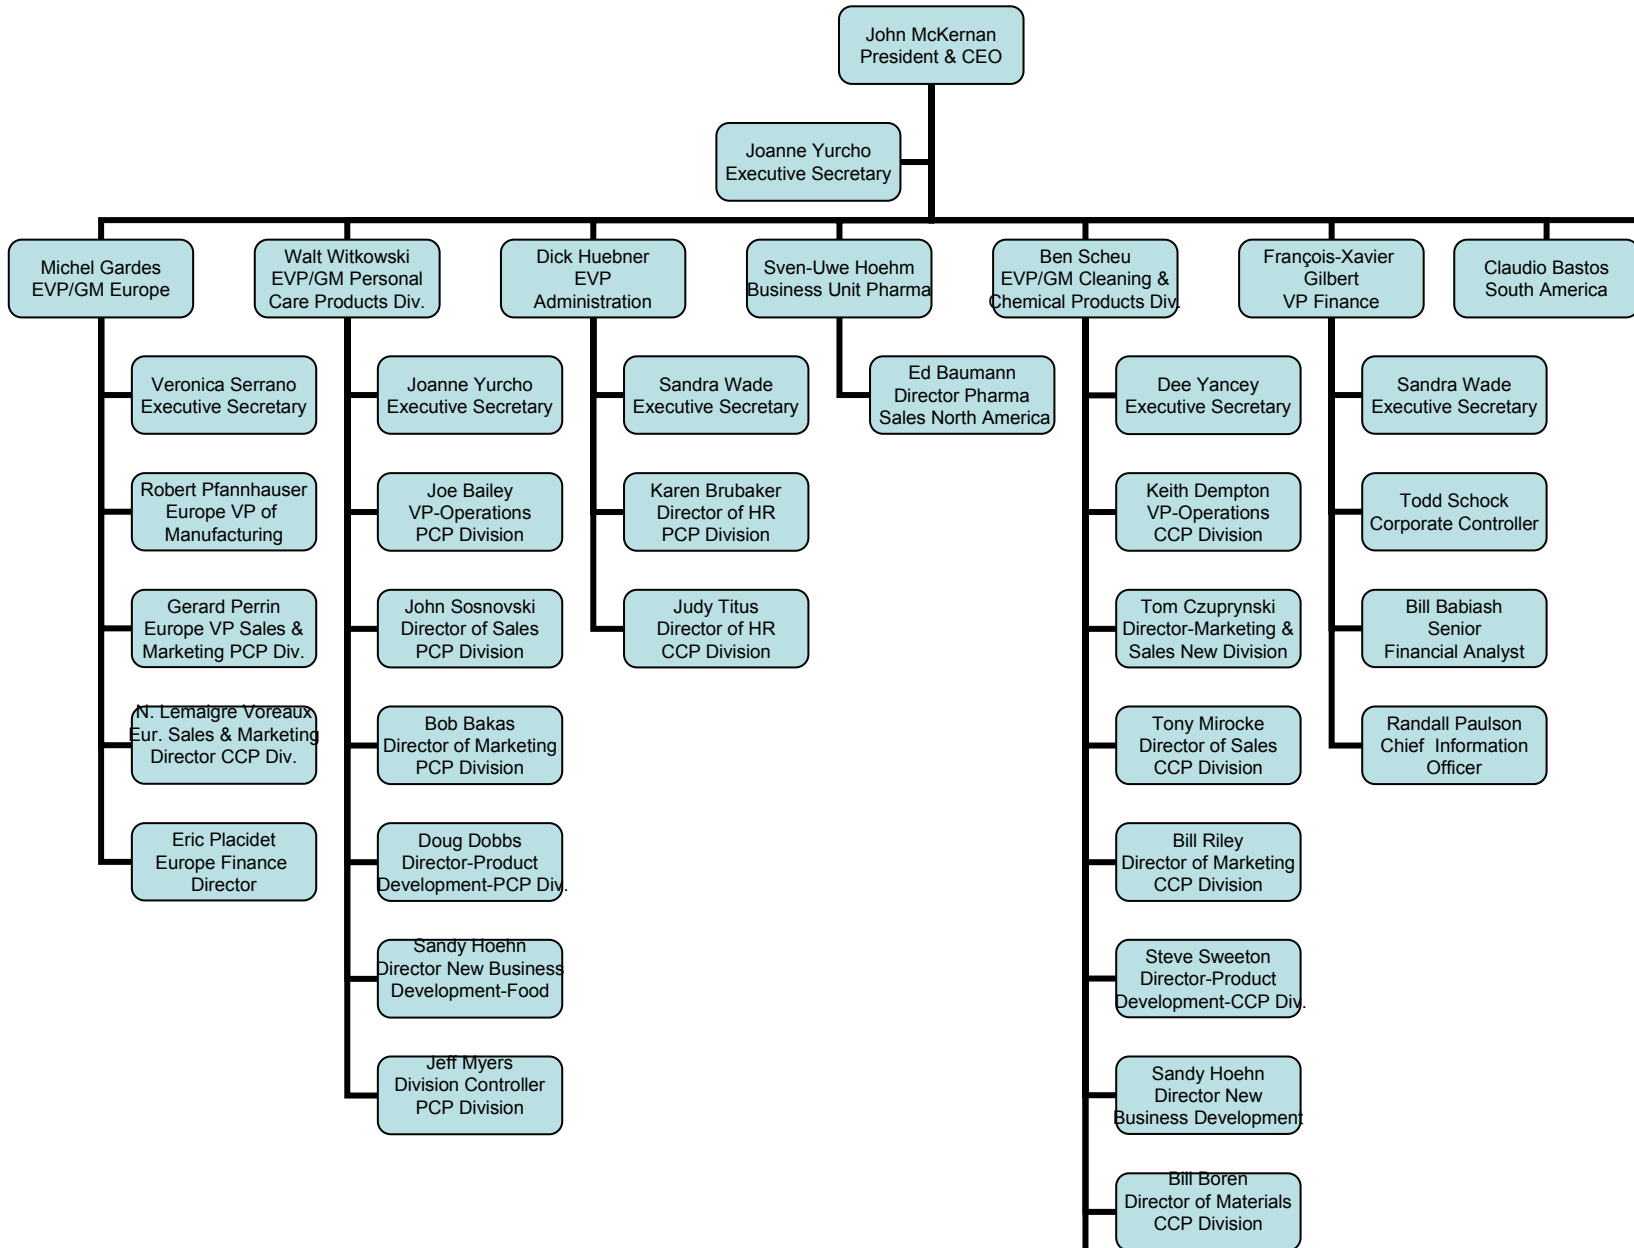 John McKernan
President & CEO
Joanne Yurcho
Executive Secretary
Michel Gardes
EVP/GM Europe
Walt Witkowski
EVP/GM Personal
Care Products Div.
Dick Huebner
EVP
Administration
Sven-Uwe Hoehm
Business Unit Pharma
Ben Scheu
EVP/GM Cleaning &
Chemical Products Div.
François-Xavier
Gilbert
VP Finance
Claudio Bastos
South America
Veronica Serrano
Executive Secretary
Robert Pfannhauser
Europe VP of
Manufacturing
Gerard Perrin
Europe VP Sales &
Marketing PCP Div.
N. Lemaigre Voreaux
Eur. Sales & Marketing
Director CCP Div.
Eric Placidet
Europe Finance
Director
Joanne Yurcho
Executive Secretary
Joe Bailey
VP-Operations
PCP Division
John Sosnovski
Director of Sales
PCP Division
Bob Bakas
Director of Marketing
PCP Division
Doug Dobbs
Director-Product
Development-PCP Div.
Sandy Hoehn
Director New Business
Development-Food
Jeff Myers
Division Controller
PCP Division
Sandra Wade
Executive Secretary
Karen Brubaker
Director of HR
PCP Division
Judy Titus
Director of HR
CCP Division
Ed Baumann
Director Pharma
Sales North America
Dee Yancey
Executive Secretary
Keith Dempton
VP-Operations
CCP Division
Tom Czuprynski
Director-Marketing &
Sales New Division
Tony Mirocke
Director of Sales
CCP Division
Bill Riley
Director of Marketing
CCP Division
Steve Sweeton
Director-Product
Development-CCP Div.
Sandy Hoehn
Director New
Business Development
Bill Boren
Director of Materials
CCP Division
Sandra Wade
Executive Secretary
Todd Schock
Corporate Controller
Bill Babiash
Senior
Financial Analyst
Randall Paulson
Chief Information
Officer